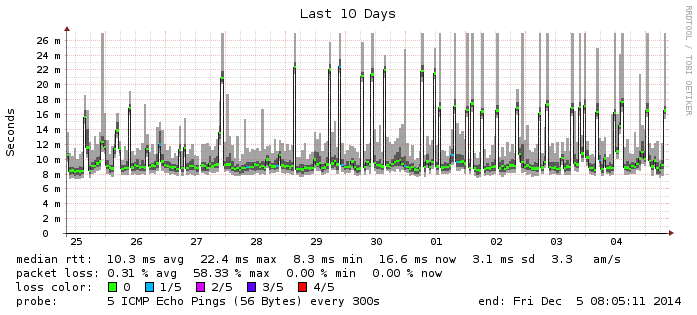 Last 10 Days
RRDTOOL / TOBI OETIKER
Seconds
26 m
24 m
22 m
20 m
18 m
16 m
14 m
12 m
10 m
8 m
6 m
4 m
2 m
0
25 26 27 28 29 30 01 02 03 04
median rtt: 10.3 ms avg 22.4 ms max 8.3 ms min 16.6 ms now 3.1 ms sd 3.3 am/s
packet loss: 0.31 % avg 58.33 % max 0.00 % min 0.00 % now
loss color: 0 1/5 2/5 3/5 4/5
probe: 5 ICMP Echo Pings (56 Bytes) every 300s end: Fri Dec 5 08:05:11 2014